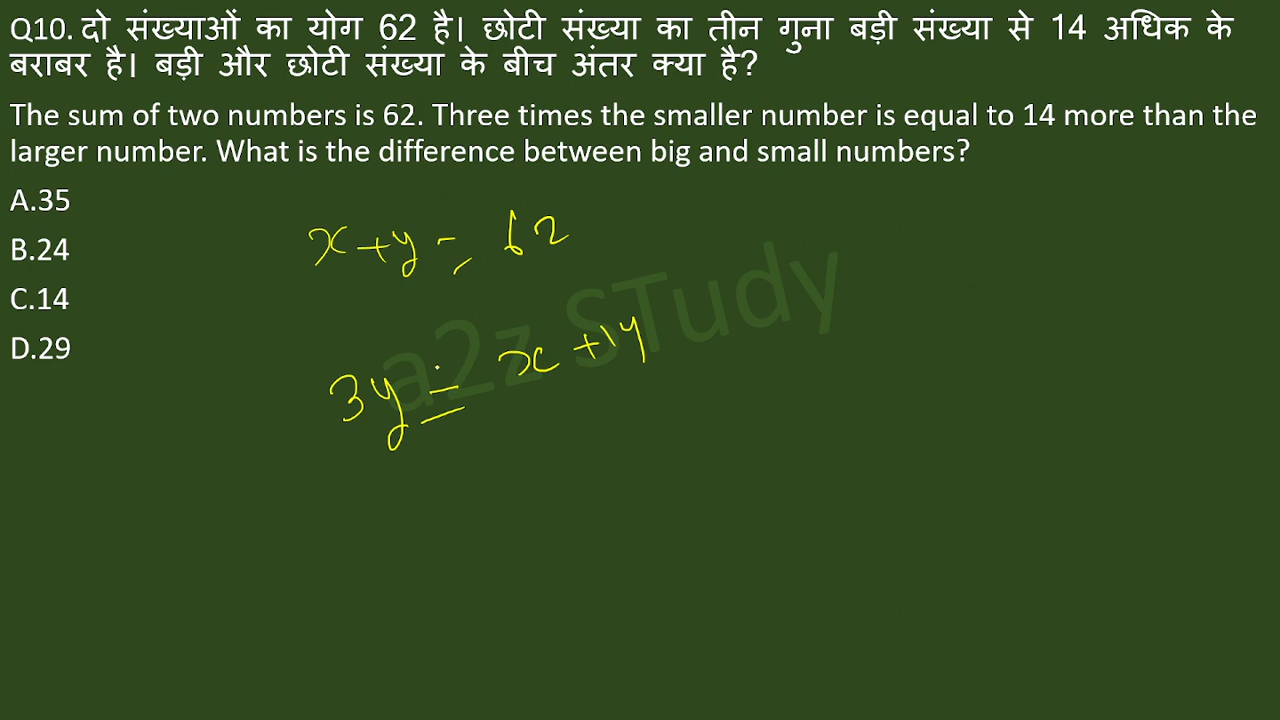 Q10. दो संख्याओं का योग 62 है। छोटी संख्या का तीन गुना बड़ी संख्या से 14 अधिक के
बराबर है। बड़ी और छोटी संख्या के बीच अंतर क्या है?
The sum of two numbers is 62. Three times the smaller number is equal to 14 more than the
larger number. What is the difference between big and small numbers?
A.35
B.24
C.14
D.29
x+y = 62
3y = x +14
a2z STudy